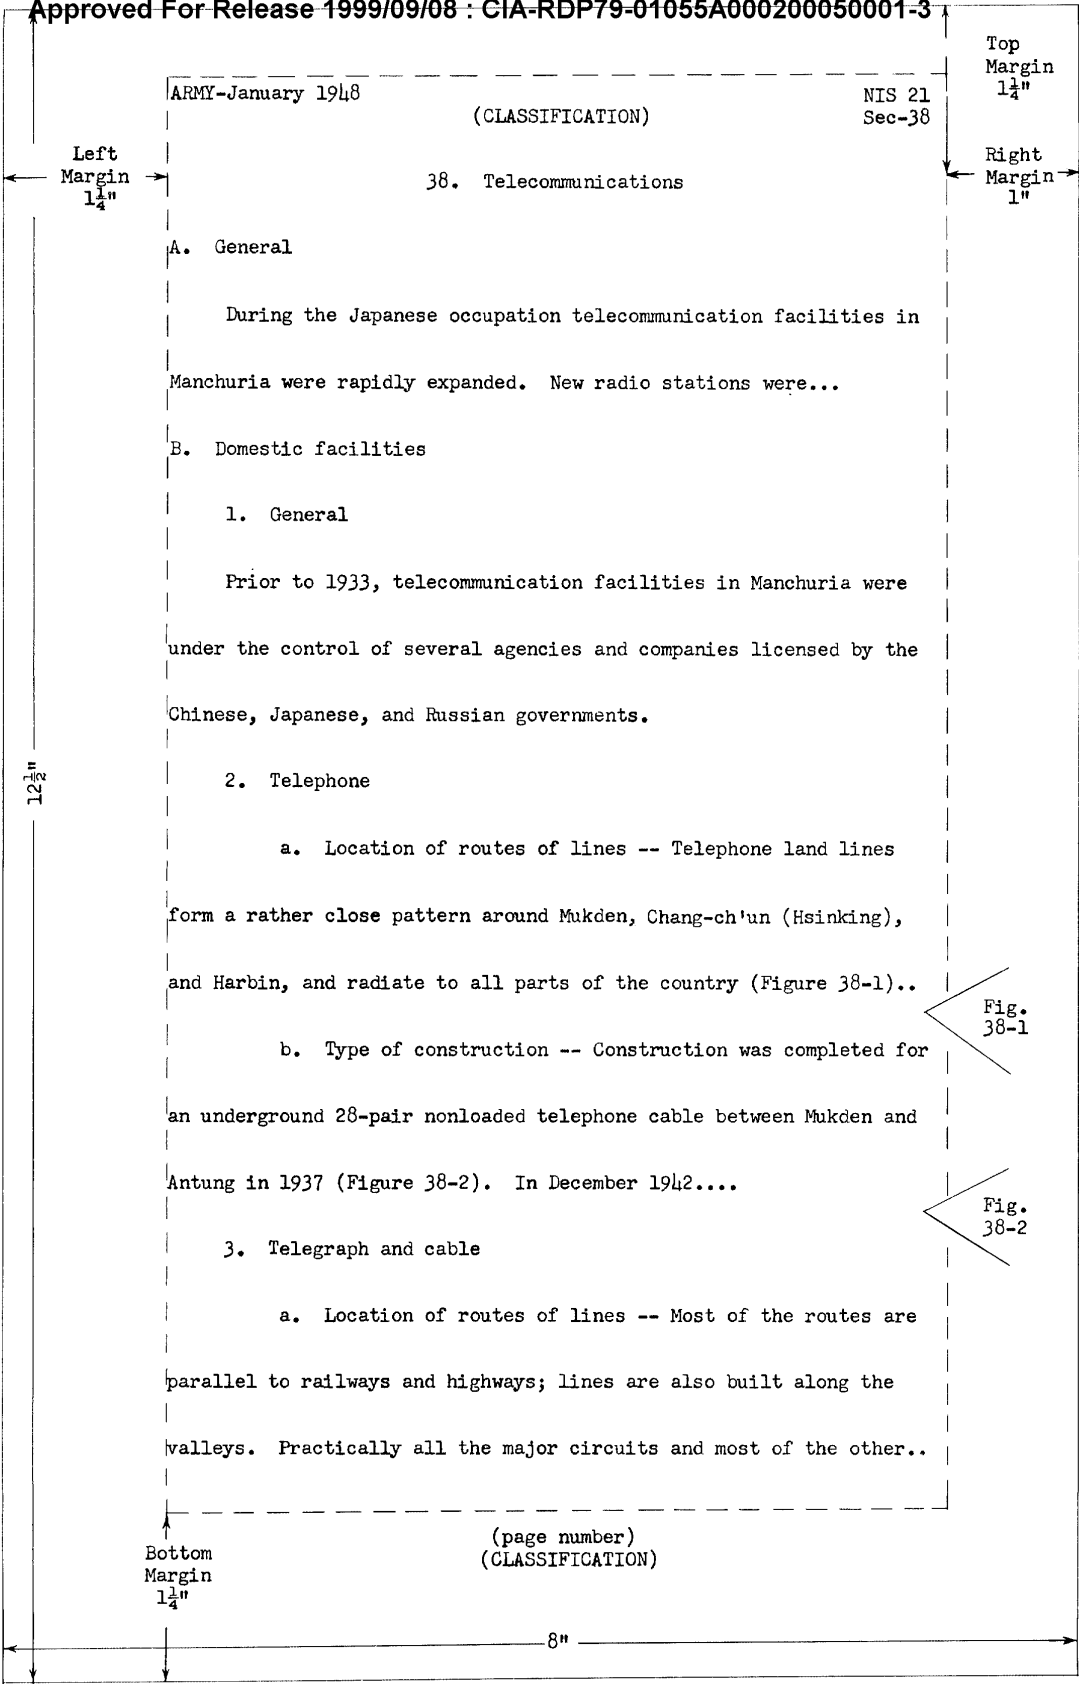 Approved For Release 1999/09/08 : CIA-RDP79-01055A000200050001-3
Top
Margin
1¼"
ARMY-January 1948
NIS 21
(CLASSIFICATION)
Sec-38
Left
Margin
1¼"
Right
Margin
1"
38. Telecommunications
A. General
During the Japanese occupation telecommunication facilities in
Manchuria were rapidly expanded. New radio stations were...
B. Domestic facilities
1. General
Prior to 1933, telecommunication facilities in Manchuria were
under the control of several agencies and companies licensed by the
Chinese, Japanese, and Russian governments.
12½"
2. Telephone
a. Location of routes of lines -- Telephone land lines
form a rather close pattern around Mukden, Chang-ch'un (Hsinking),
and Harbin, and radiate to all parts of the country (Figure 38-1)..
Fig.
38-1
b. Type of construction -- Construction was completed for
an underground 28-pair nonloaded telephone cable between Mukden and
Antung in 1937 (Figure 38-2). In December 1942....
Fig.
38-2
3. Telegraph and cable
a. Location of routes of lines -- Most of the routes are
parallel to railways and highways; lines are also built along the
valleys. Practically all the major circuits and most of the other..
(page number)
(CLASSIFICATION)
Bottom
Margin
1¼"
8"